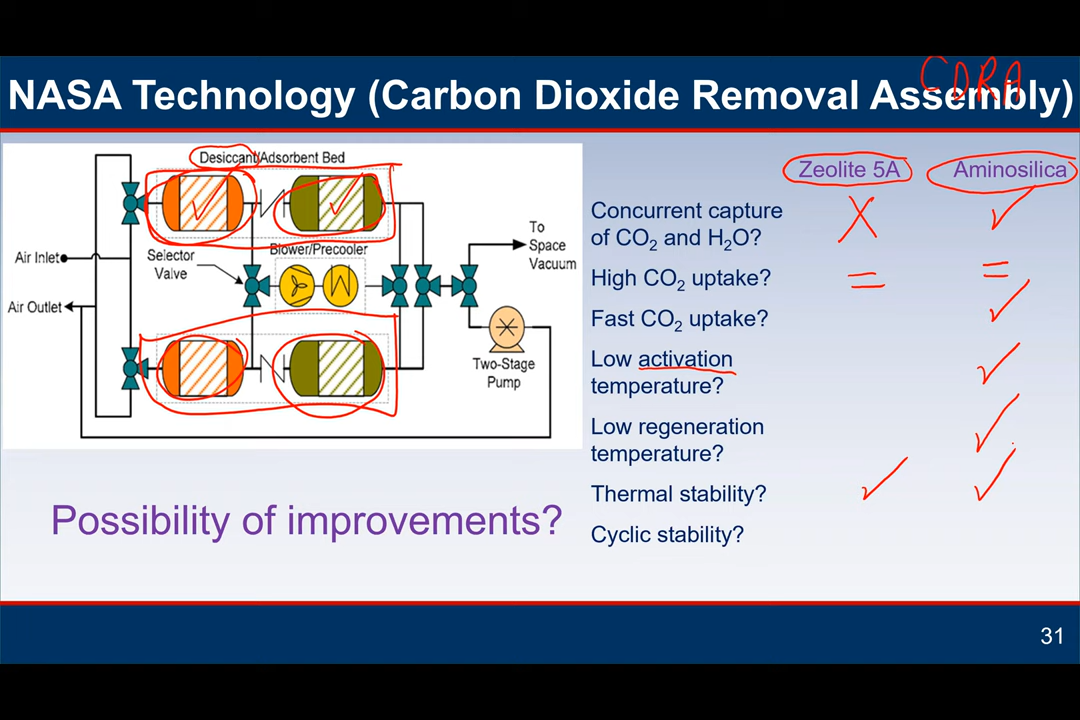 CDRA
NASA Technology (Carbon Dioxide Removal Assembly)
Desiccant/Adsorbent Bed
Air Inlet
Selector
Valve
Blower/Precooler
To
Space
Vacuum
Air Outlet
Two-Stage
Pump
Possibility of improvements?
Zeolite 5A Aminosilica
Concurrent capture
of CO₂ and H₂O? X ✓
High CO₂ uptake? = =
Fast CO₂ uptake? ✓
Low activation
temperature? ✓
Low regeneration
temperature? ✓
Thermal stability? ✓ ✓
Cyclic stability?
31